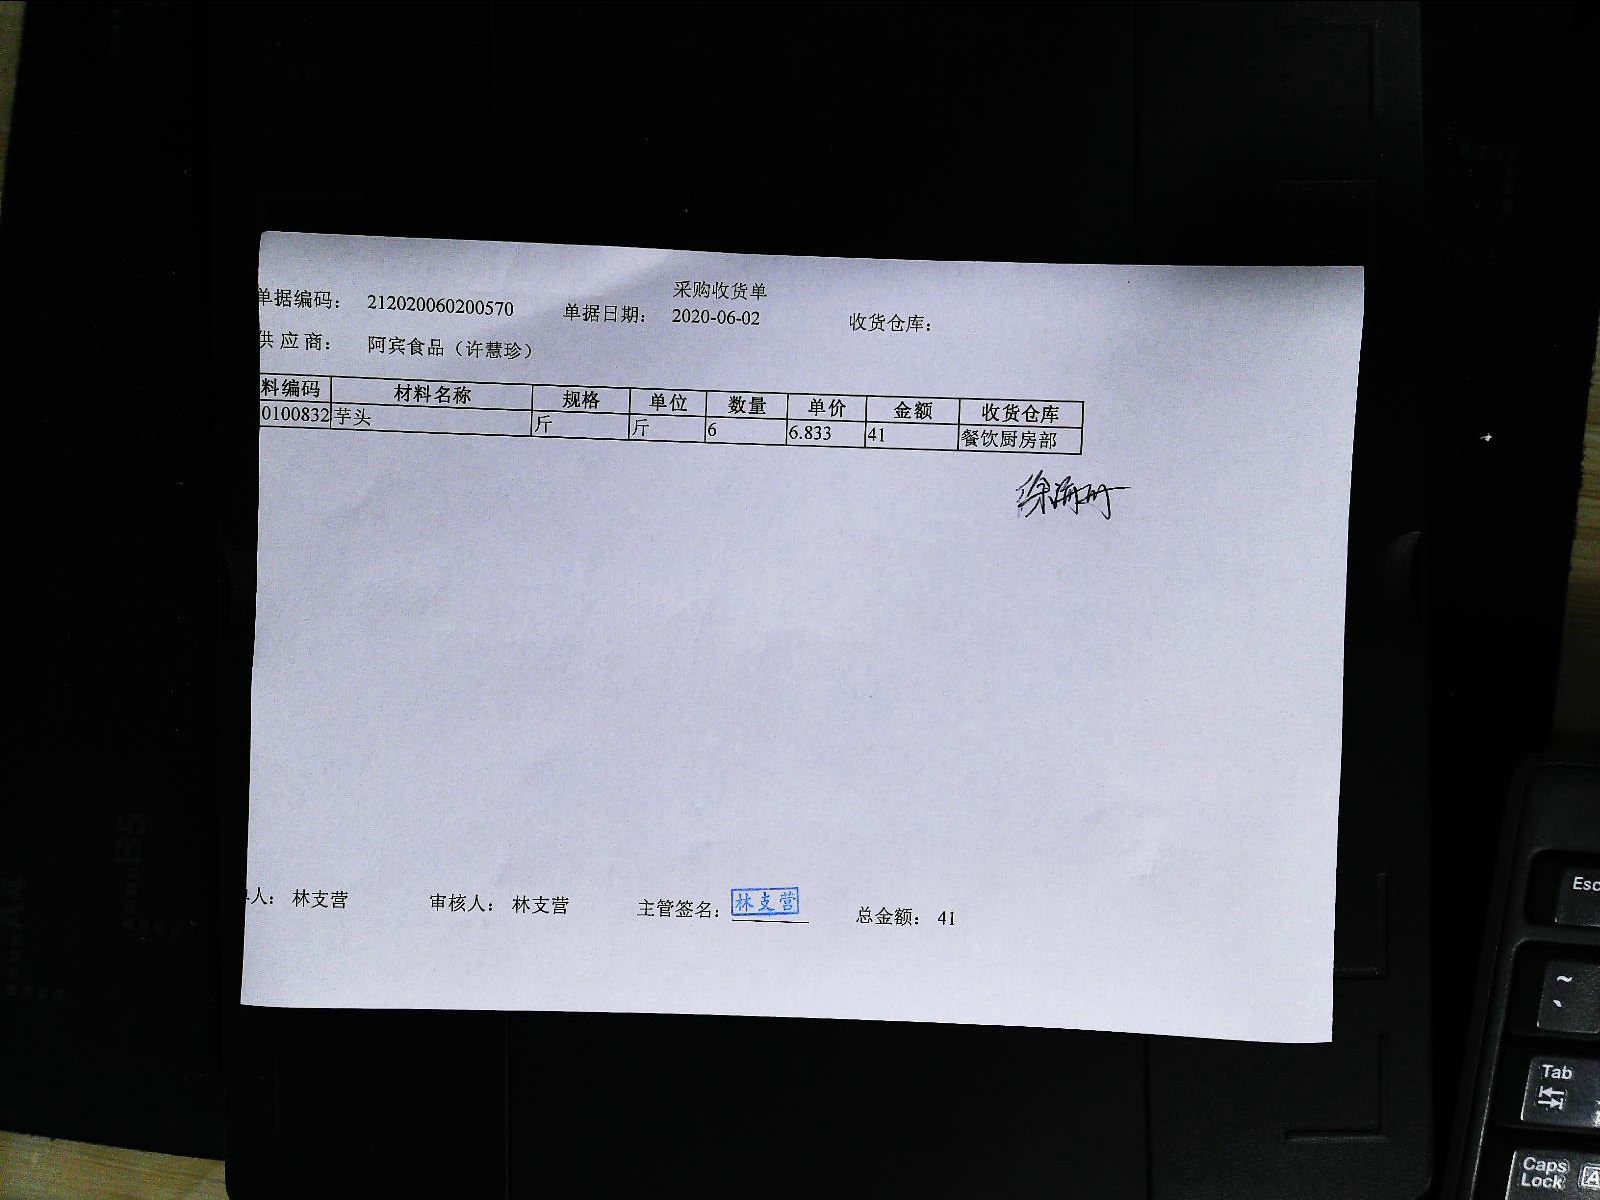 采购收货单
单据编码： 212020060200570 单据日期： 2020-06-02 收货仓库：
供 应 商： 阿宾食品（许慧珍）
料编码 材料名称 规格 单位 数量 单价 金额 收货仓库
0100832 芋头 斤 斤 6 6.833 41 餐饮厨房部
人： 林支营 审核人： 林支营 主管签名： 林支营 总金额： 41
A4
B5
Esc
~
Tab
Caps
Lock
A